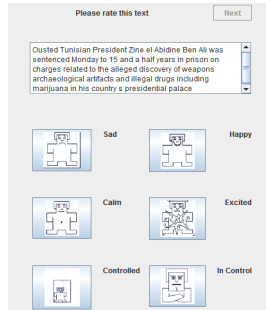 Please rate this text
Next
Ousted Tunisian President Zine el Abidine Ben Ali was
sentenced Monday to 15 and a half years in prison on
charges related to the alleged discovery of weapons
archaeological artifacts and illegal drugs including
marijuana in his country s presidential palace
Sad
Happy
Calm
Excited
Controlled
In Control